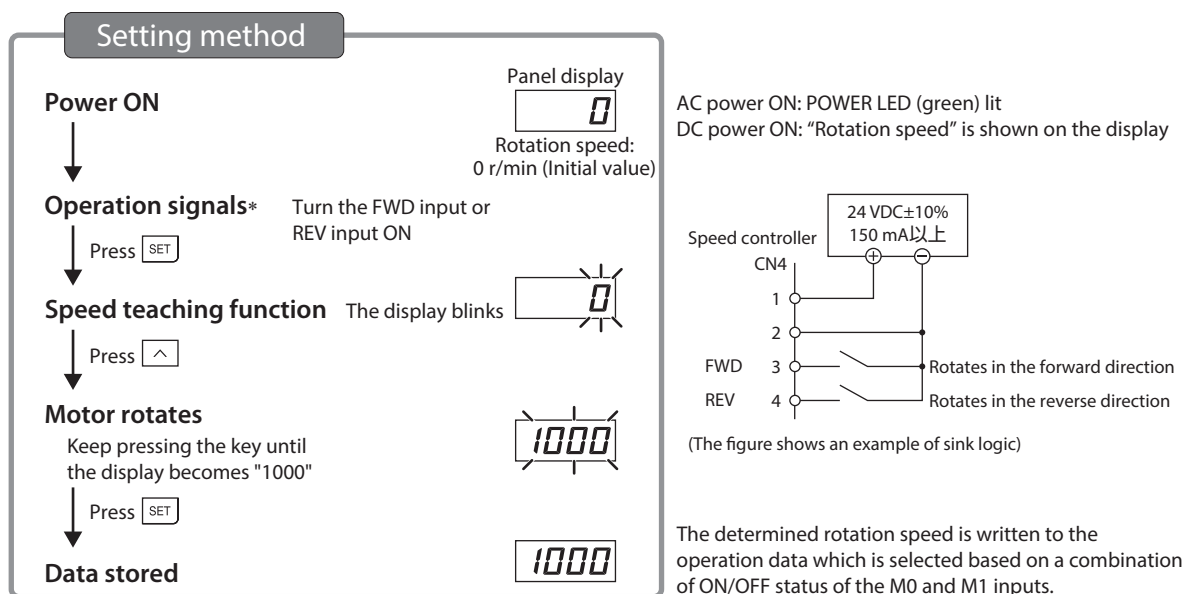 Setting method
Power ON
Panel display
0
Rotation speed:
0 r/min (Initial value)
AC power ON: POWER LED (green) lit
DC power ON: “Rotation speed” is shown on the display
Operation signals*
Turn the FWD input or
REV input ON
Press SET
Speed teaching function
The display blinks
0
Press ^
Motor rotates
Keep pressing the key until
the display becomes "1000"
1000
Press SET
Data stored
1000
24 VDC±10%
150 mA以上
Speed controller
CN4
+ −
1
2
FWD 3 Rotates in the forward direction
REV 4 Rotates in the reverse direction
(The figure shows an example of sink logic)
The determined rotation speed is written to the
operation data which is selected based on a combination
of ON/OFF status of the M0 and M1 inputs.